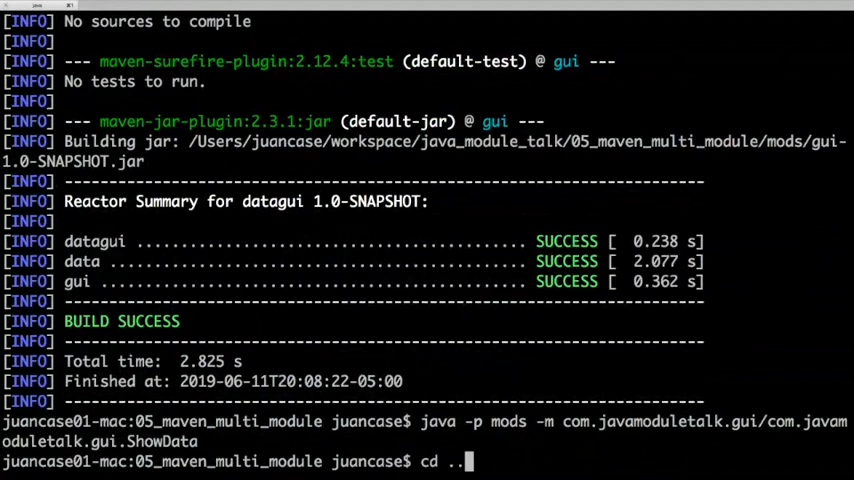 java
⌘1
[INFO] No sources to compile
[INFO]
[INFO] --- maven-surefire-plugin:2.12.4:test (default-test) @ gui ---
[INFO] No tests to run.
[INFO]
[INFO] --- maven-jar-plugin:2.3.1:jar (default-jar) @ gui ---
[INFO] Building jar: /Users/juancase/workspace/java_module_talk/05_maven_multi_module/mods/gui-
1.0-SNAPSHOT.jar
[INFO] ------------------------------------------------------------------------
[INFO] Reactor Summary for datagui 1.0-SNAPSHOT:
[INFO]
[INFO] datagui ............................................ SUCCESS [  0.238 s]
[INFO] data ............................................... SUCCESS [  2.077 s]
[INFO] gui ................................................ SUCCESS [  0.362 s]
[INFO] ------------------------------------------------------------------------
[INFO] BUILD SUCCESS
[INFO] ------------------------------------------------------------------------
[INFO] Total time:  2.825 s
[INFO] Finished at: 2019-06-11T20:08:22-05:00
[INFO] ------------------------------------------------------------------------
juancase01-mac:05_maven_multi_module juancase$ java -p mods -m com.javamoduletalk.gui/com.javam
oduletalk.gui.ShowData
juancase01-mac:05_maven_multi_module juancase$ cd ..